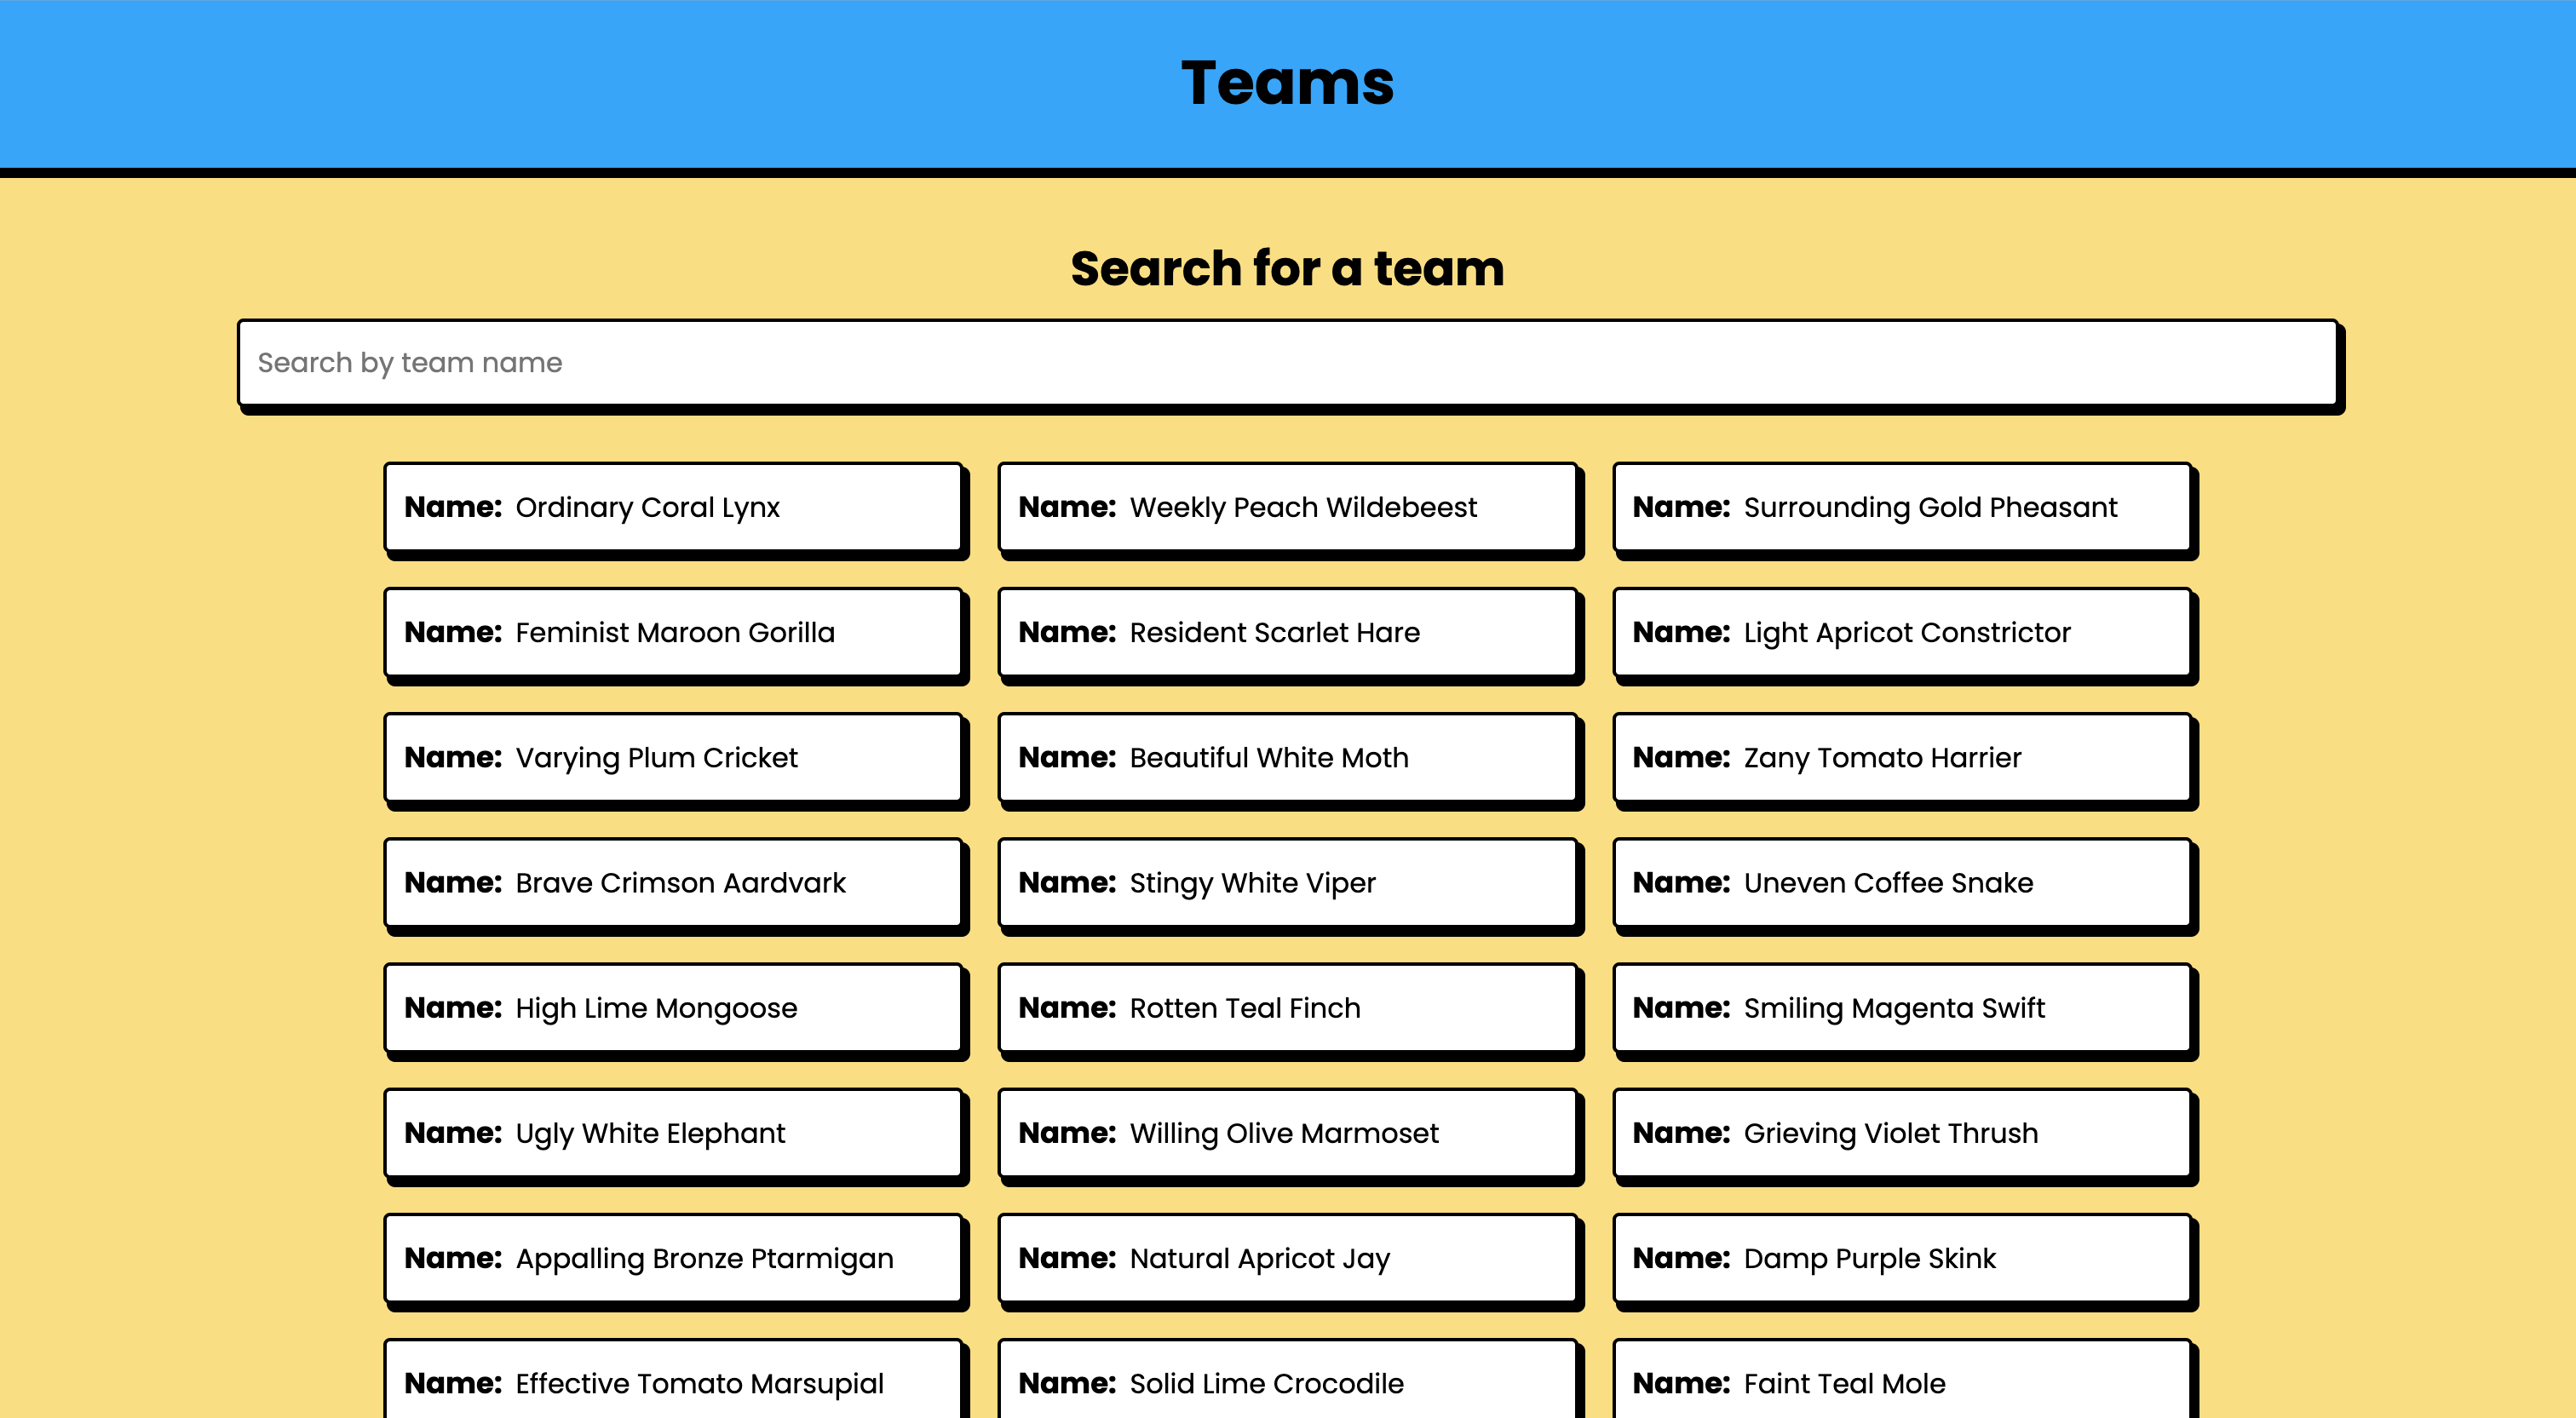 Teams
Search for a team
Search by team name
Name: Ordinary Coral Lynx
Name: Weekly Peach Wildebeest
Name: Surrounding Gold Pheasant
Name: Feminist Maroon Gorilla
Name: Resident Scarlet Hare
Name: Light Apricot Constrictor
Name: Varying Plum Cricket
Name: Beautiful White Moth
Name: Zany Tomato Harrier
Name: Brave Crimson Aardvark
Name: Stingy White Viper
Name: Uneven Coffee Snake
Name: High Lime Mongoose
Name: Rotten Teal Finch
Name: Smiling Magenta Swift
Name: Ugly White Elephant
Name: Willing Olive Marmoset
Name: Grieving Violet Thrush
Name: Appalling Bronze Ptarmigan
Name: Natural Apricot Jay
Name: Damp Purple Skink
Name: Effective Tomato Marsupial
Name: Solid Lime Crocodile
Name: Faint Teal Mole